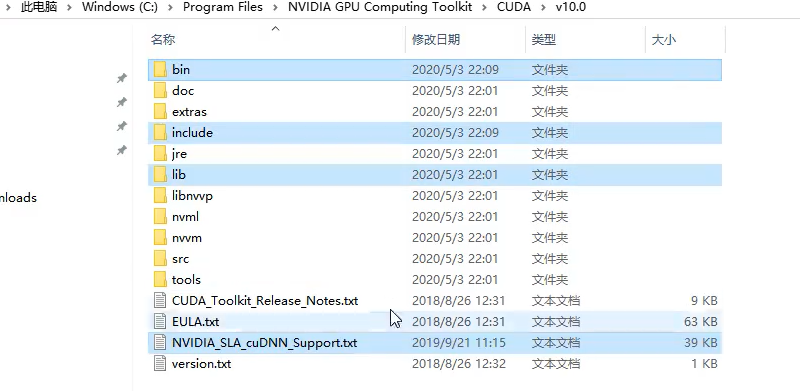 此电脑 > Windows (C:) > Program Files > NVIDIA GPU Computing Toolkit > CUDA > v10.0
名称 修改日期 类型 大小
bin 2020/5/3 22:09 文件夹
doc 2020/5/3 22:01 文件夹
extras 2020/5/3 22:01 文件夹
include 2020/5/3 22:09 文件夹
jre 2020/5/3 22:01 文件夹
lib 2020/5/3 22:01 文件夹
libnvvp 2020/5/3 22:01 文件夹
nvml 2020/5/3 22:01 文件夹
nvvm 2020/5/3 22:01 文件夹
src 2020/5/3 22:01 文件夹
tools 2020/5/3 22:01 文件夹
CUDA_Toolkit_Release_Notes.txt 2018/8/26 12:31 文本文档 9 KB
EULA.txt 2018/8/26 12:31 文本文档 63 KB
NVIDIA_SLA_cuDNN_Support.txt 2019/9/21 11:15 文本文档 39 KB
version.txt 2018/8/26 12:32 文本文档 1 KB